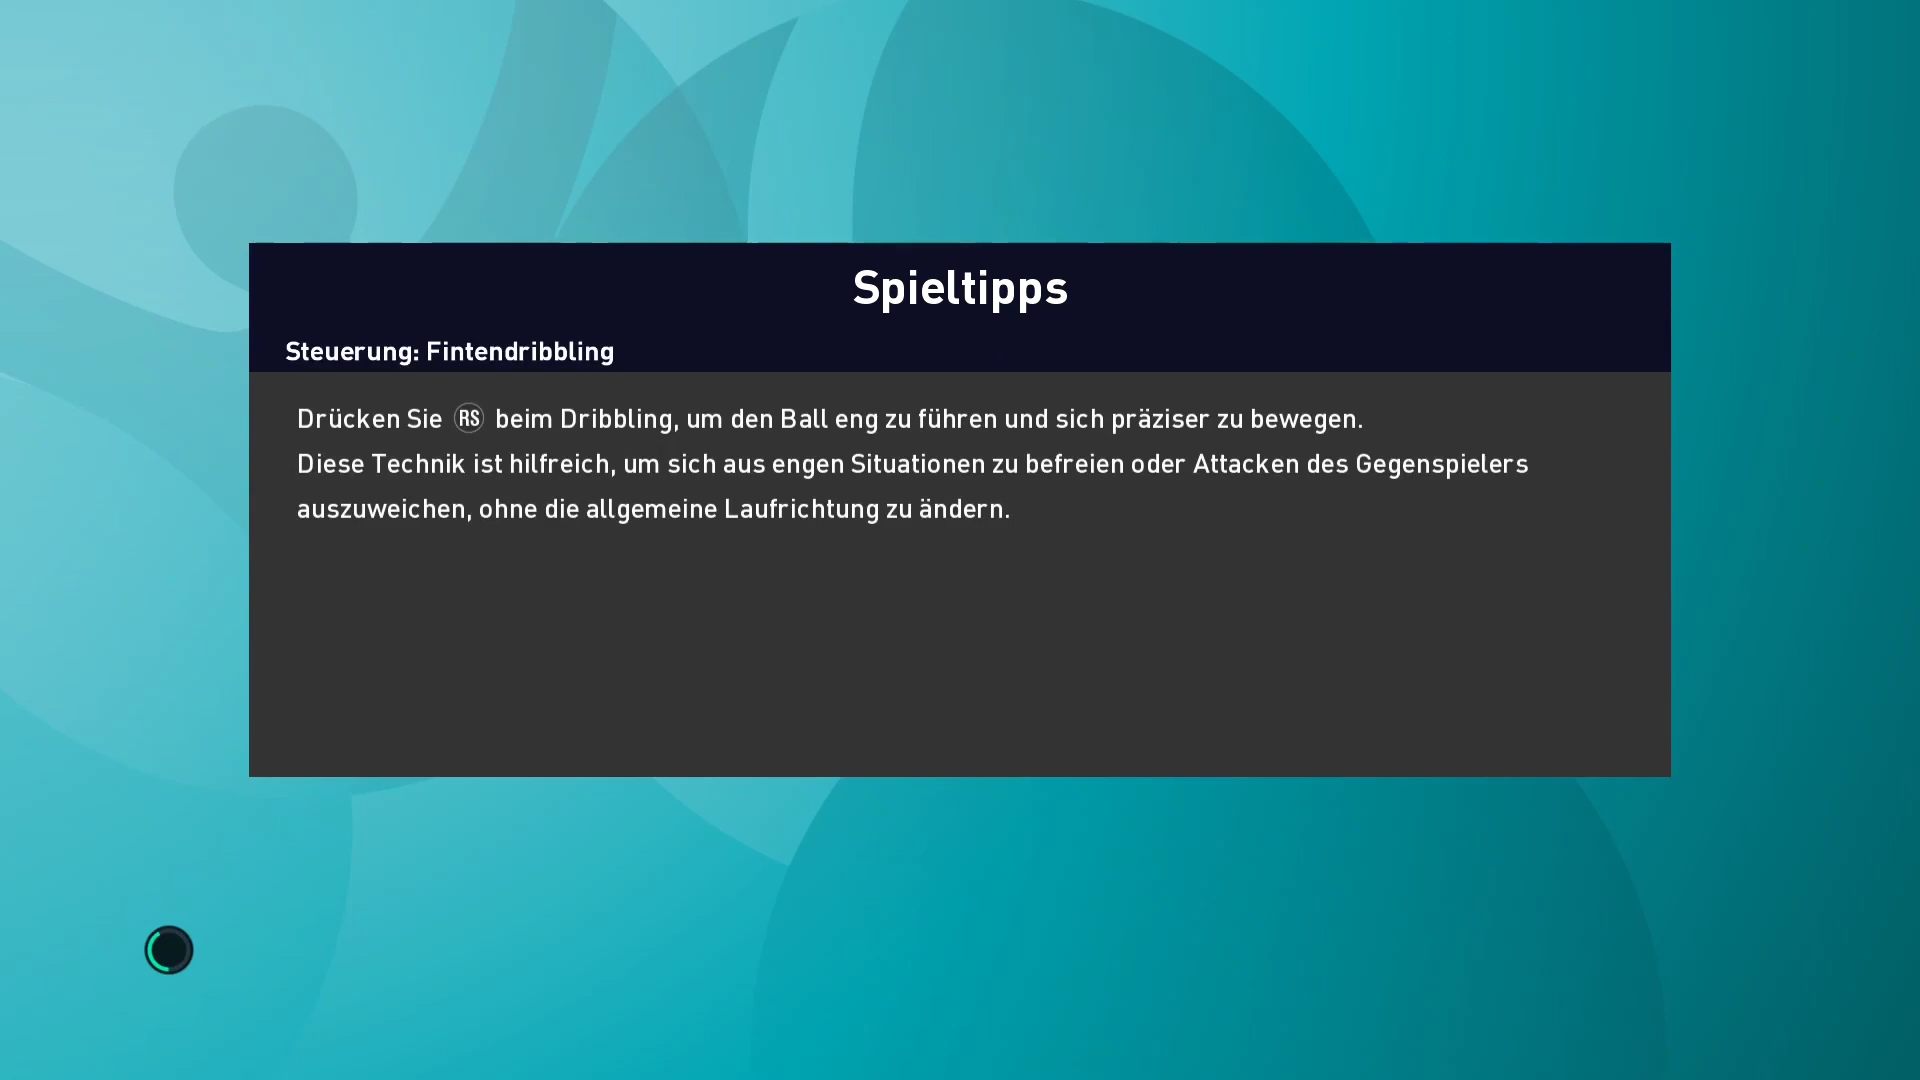 Spieltipps
Steuerung: Fintendribbling
Drücken Sie RS beim Dribbling, um den Ball eng zu führen und sich präziser zu bewegen.
Diese Technik ist hilfreich, um sich aus engen Situationen zu befreien oder Attacken des Gegenspielers
auszuweichen, ohne die allgemeine Laufrichtung zu ändern.